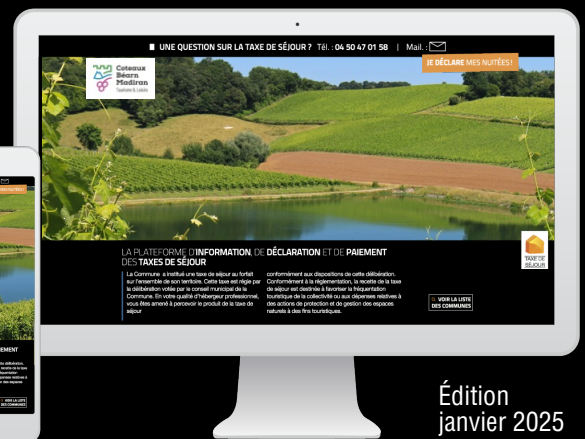 UNE QUESTION SUR LA TAXE DE SÉJOUR ? Tél. : 04 50 47 01 58 | Mail. :
JE DÉCLARE MES NUITÉES !
Coteaux
Béarn
Madiran
Tourisme & Loisirs
LA PLATEFORME D'INFORMATION, DE DÉCLARATION ET DE PAIEMENT
DES TAXES DE SÉJOUR
La Commune a institué une taxe de séjour au forfait
sur l'ensemble de son territoire. Cette taxe est régie par
la délibération votée par le conseil municipal de la
Commune. En votre qualité d'hébergeur professionnel,
vous êtes amené à percevoir le produit de la taxe de
séjour
conformément aux dispositions de cette délibération.
Conformément à la réglementation, la recette de la taxe
de séjour est destinée à favoriser la fréquentation
touristique de la collectivité ou aux dépenses relatives à
des actions de protection et de gestion des espaces
naturels à des fins touristiques.
TAXE DE
SÉJOUR
VOIR LA LISTE
DES COMMUNES
VOIR LA LISTE
DES COMMUNES
Édition
janvier 2025